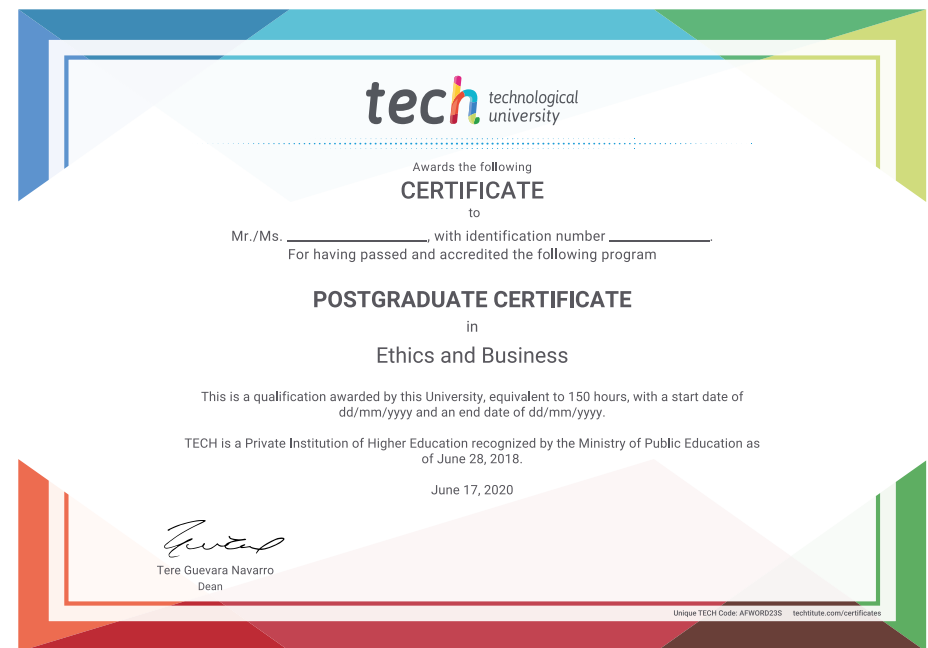 tech technological
university
Awards the following
CERTIFICATE
to
Mr./Ms. ____________, with identification number ____________.
For having passed and accredited the following program
POSTGRADUATE CERTIFICATE
in
Ethics and Business
This is a qualification awarded by this University, equivalent to 150 hours, with a start date of
dd/mm/yyyy and an end date of dd/mm/yyyy.
TECH is a Private Institution of Higher Education recognized by the Ministry of Public Education as
of June 28, 2018.
June 17, 2020
Tere Guevara Navarro
Dean
Unique TECH Code: AFWORD23S techtitute.com/certificates